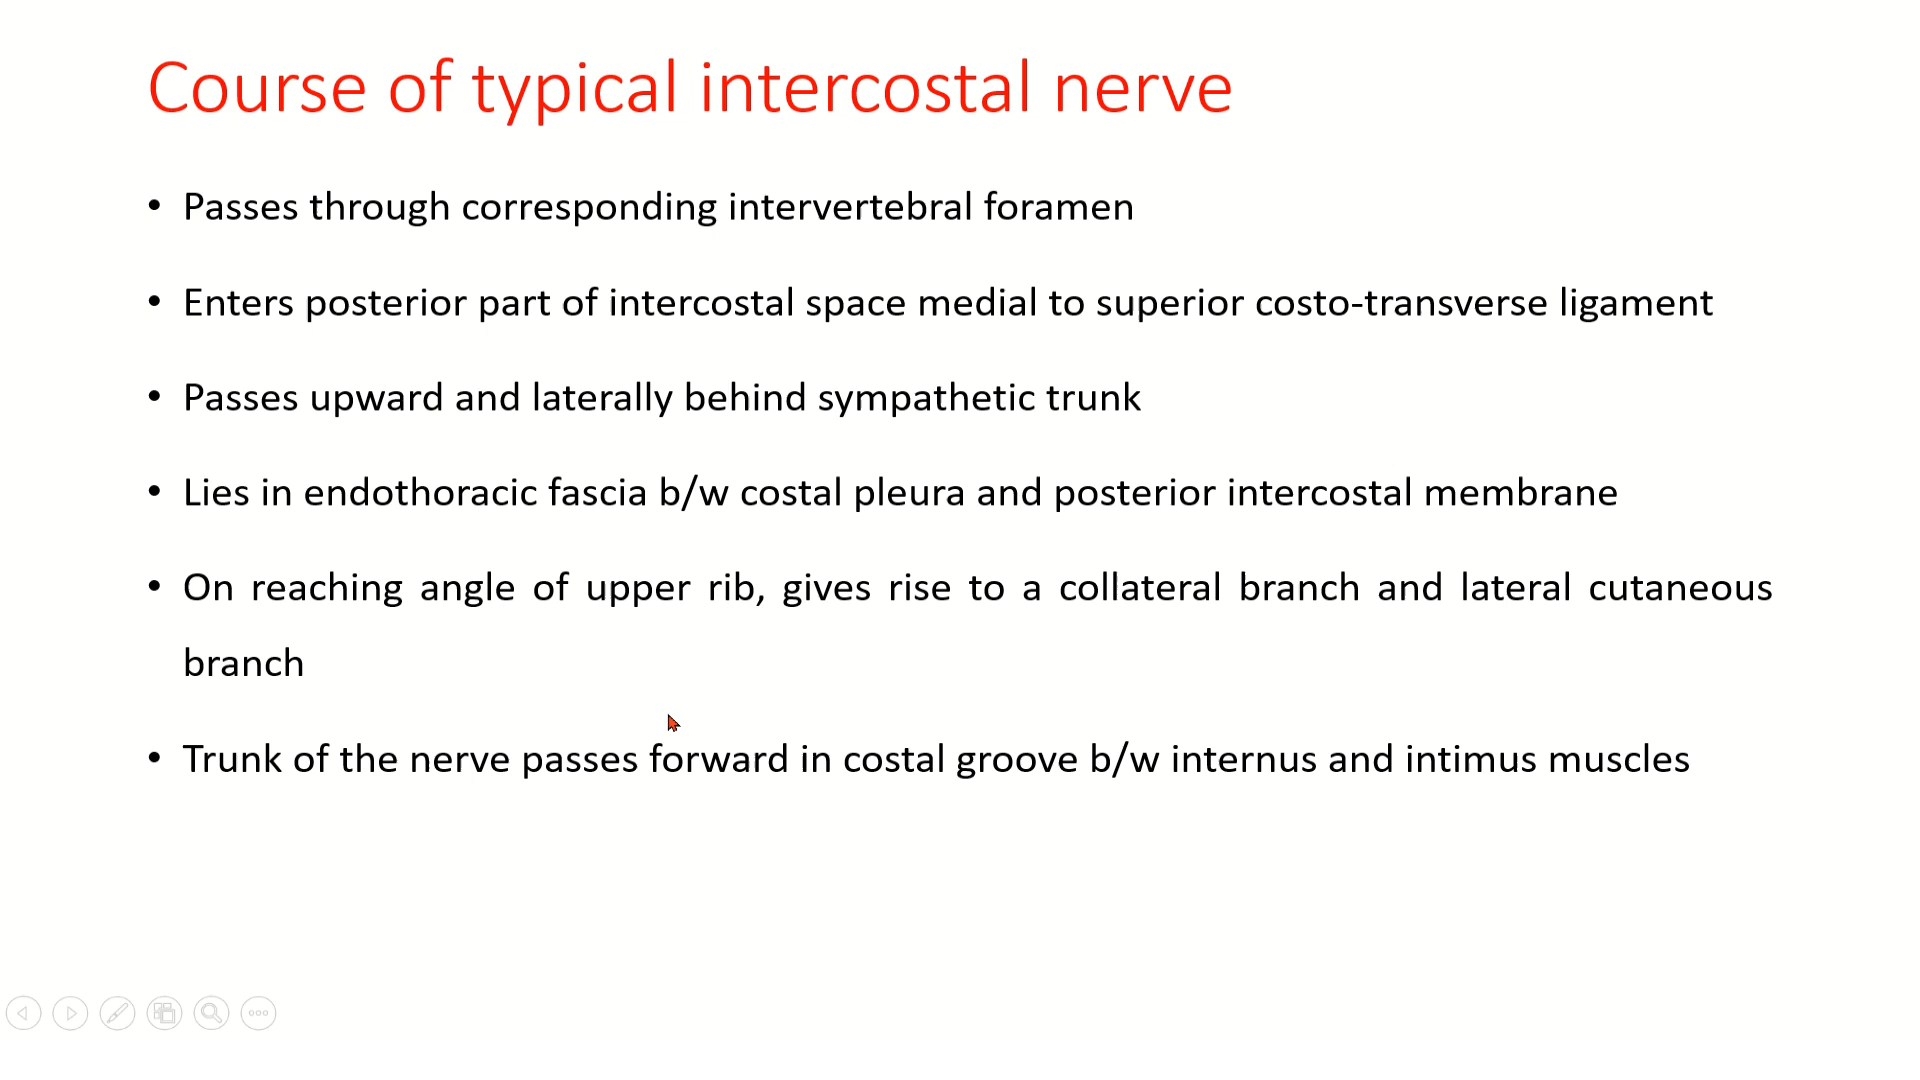 Course of typical intercostal nerve
• Passes through corresponding intervertebral foramen
• Enters posterior part of intercostal space medial to superior costo-transverse ligament
• Passes upward and laterally behind sympathetic trunk
• Lies in endothoracic fascia b/w costal pleura and posterior intercostal membrane
• On reaching angle of upper rib, gives rise to a collateral branch and lateral cutaneous
branch
• Trunk of the nerve passes forward in costal groove b/w internus and intimus muscles